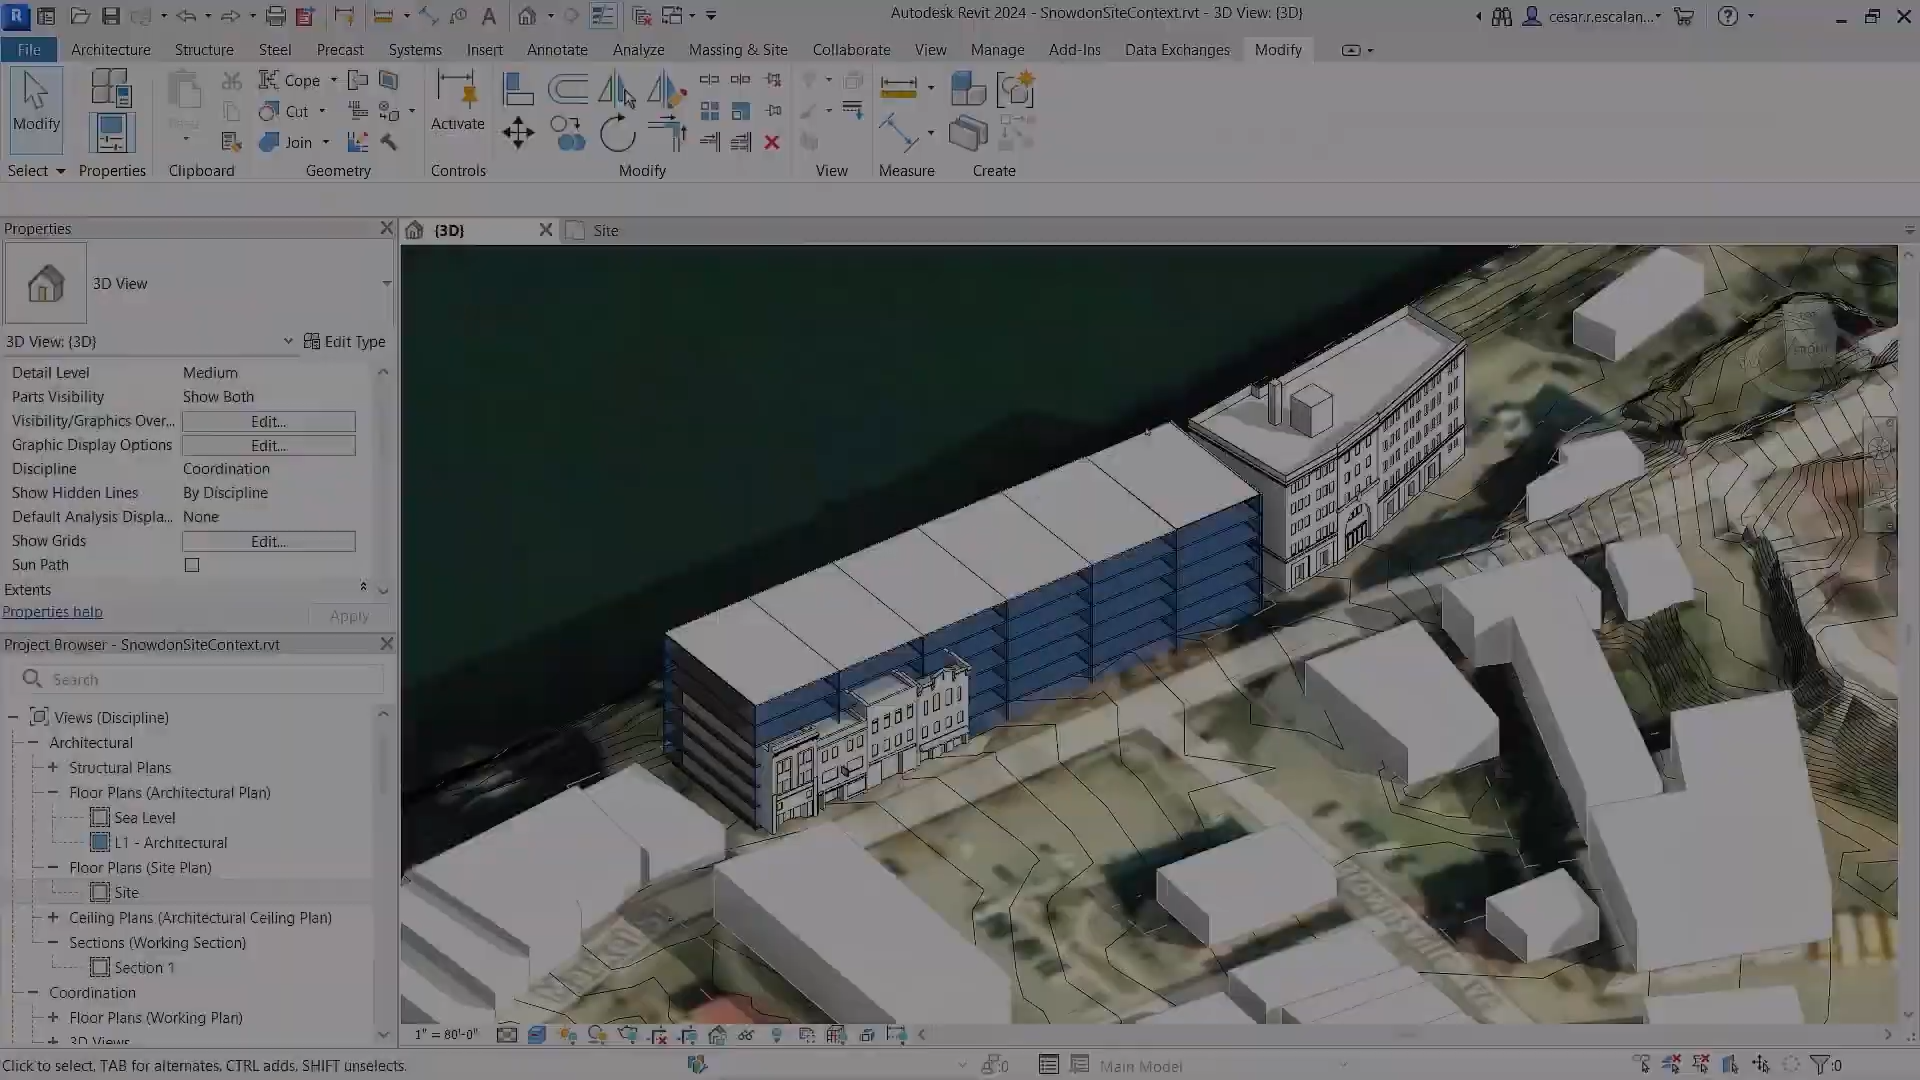 Autodesk Revit 2024 - SnowdonSiteContext.rvt - 3D View: {3D}
cesar.r.escalan...
File Architecture Structure Steel Precast Systems Insert Annotate Analyze Massing & Site Collaborate View Manage Add-Ins Data Exchanges Modify
Cope
Cut
Join
Modify
Activate
Select Properties Clipboard Geometry Controls Modify View Measure Create
Properties
{3D}
Site
3D View
3D View: {3D}
Edit Type
Detail Level Medium
Parts Visibility Show Both
Visibility/Graphics Over... Edit...
Graphic Display Options Edit...
Discipline Coordination
Show Hidden Lines By Discipline
Default Analysis Displa... None
Show Grids Edit...
Sun Path
Extents
Properties help
Apply
Project Browser - SnowdonSiteContext.rvt
Search
Views (Discipline)
Architectural
Structural Plans
Floor Plans (Architectural Plan)
Sea Level
L1 - Architectural
Floor Plans (Site Plan)
Site
Ceiling Plans (Architectural Ceiling Plan)
Sections (Working Section)
Section 1
Coordination
Floor Plans (Working Plan)
3D Views
FRONT
1" = 80'-0"
Click to select, TAB for alternates, CTRL adds, SHIFT unselects.
:0
Main Model
:0